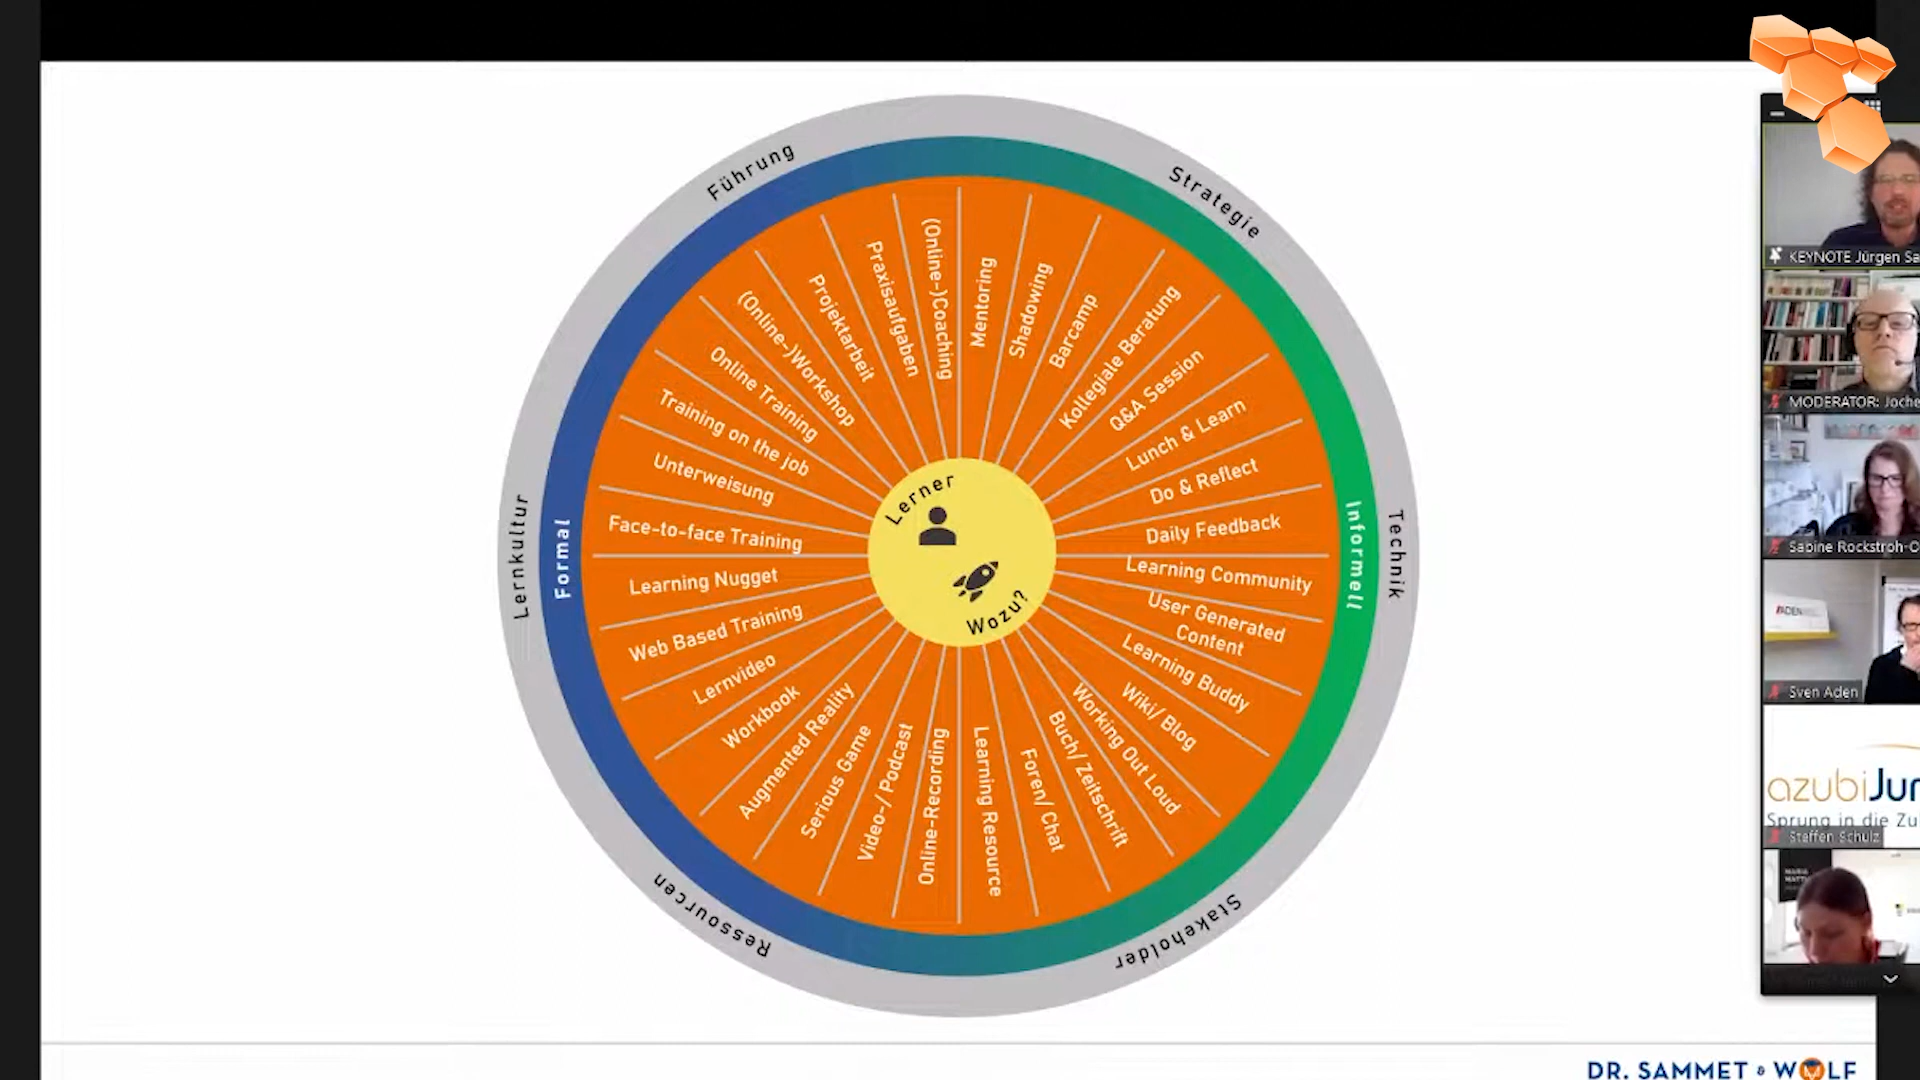 Führung
Strategie
Technik
Stakeholder
Ressourcen
Lernkultur
Formal
Informell
Mentoring
Shadowing
Barcamp
Kollegiale Beratung
Q&A Session
Lunch & Learn
Do & Reflect
Daily Feedback
Learning Community
User Generated
Content
Learning Buddy
Wiki/ Blog
Working Out Loud
Buch/ Zeitschrift
Foren/ Chat
Learning Resource
Online-Recording
Video-/ Podcast
Serious Game
Augmented Reality
Workbook
Lernvideo
Web Based Training
Learning Nugget
Face-to-face Training
Unterweisung
Training on the job
Online Training
(Online-)Workshop
Projektarbeit
Praxisaufgaben
(Online-)Coaching
Lerner
Wozu?
KEYNOTE Jürgen Sa
MODERATOR: Joche
Sabine Rockstroh-O
ADEN
Sven Aden
azubiJu
Sprung in die Zu
Steffen Schulz
DR. SAMMET & WOLF